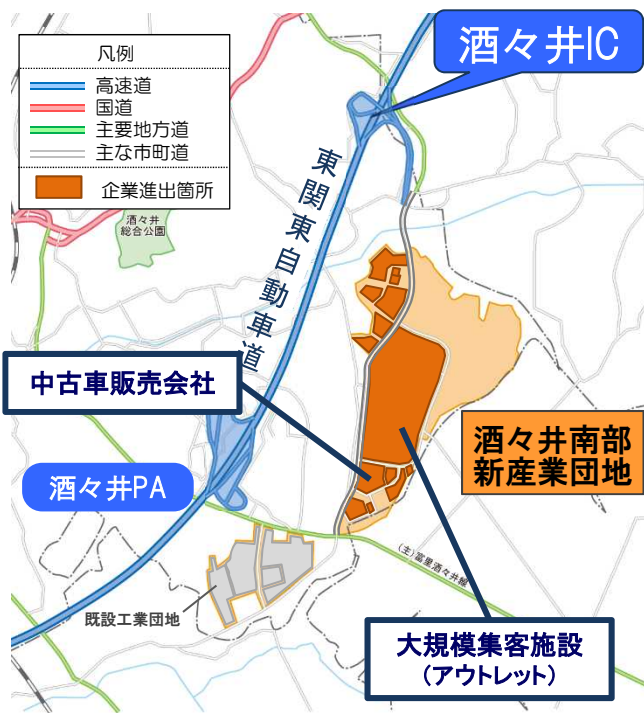 酒々井IC
凡例
高速道
国道
主要地方道
主な市町道
企業進出箇所
酒々井
総合公園
東関東自動車道
中古車販売会社
酒々井南部
新産業団地
酒々井PA
(主)富里酒々井線
既設工業団地
大規模集客施設
(アウトレット)